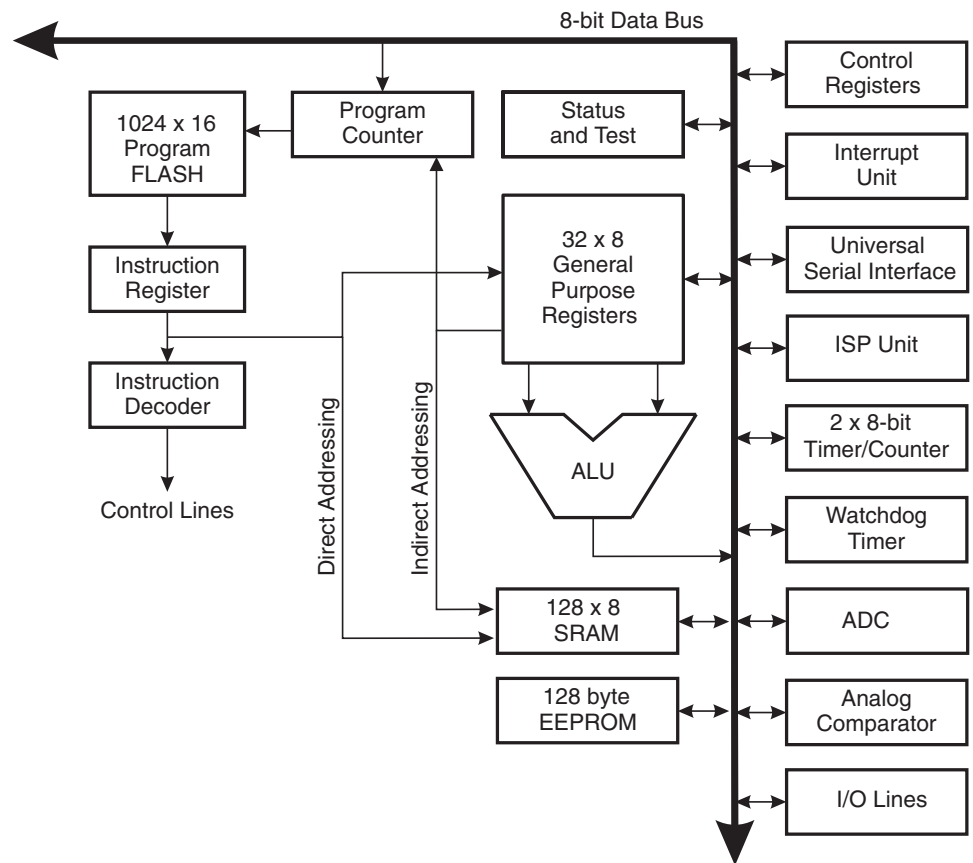 8-bit Data Bus
1024 x 16
Program
FLASH
Program
Counter
Status
and Test
Control
Registers
Interrupt
Unit
Instruction
Register
32 x 8
General
Purpose
Registers
Universal
Serial Interface
ISP Unit
Instruction
Decoder
Direct Addressing
Indirect Addressing
ALU
2 x 8-bit
Timer/Counter
Control Lines
Watchdog
Timer
128 x 8
SRAM
ADC
128 byte
EEPROM
Analog
Comparator
I/O Lines